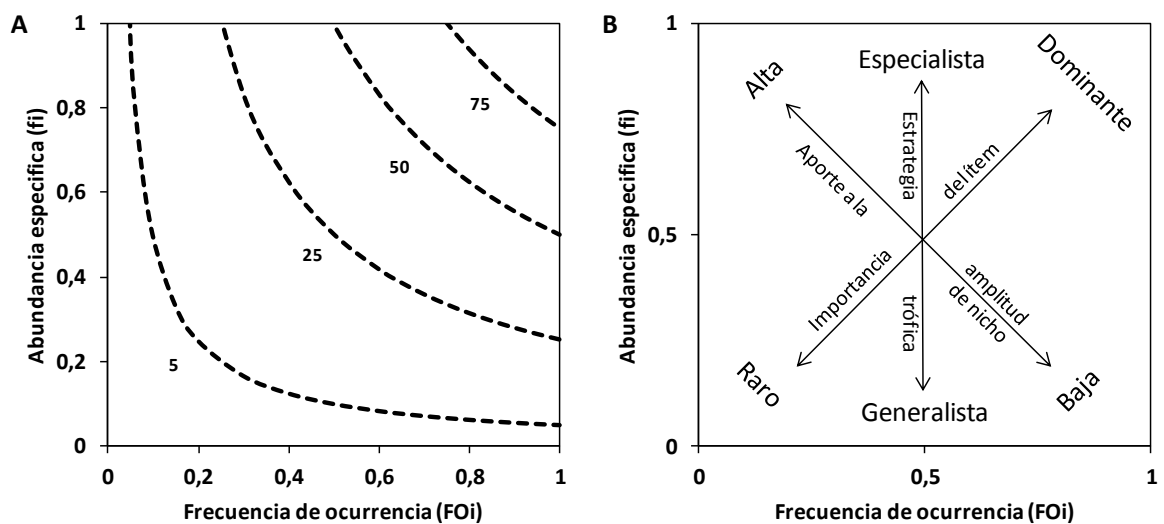 A
Abundancia específica (fi)
1
0,8
0,6
0,4
0,2
0
75
50
25
5
0
0,2
0,4
0,6
0,8
1
Frecuencia de ocurrencia (FOi)
B
Abundancia específica (fi)
1
0,5
0
Especialista
Dominante
Alta
Estrategia
trófica
Aporte a la
amplitud
de nicho
Importancia
del ítem
Raro
Generalista
Baja
0
0,5
1
Frecuencia de ocurrencia (FOi)